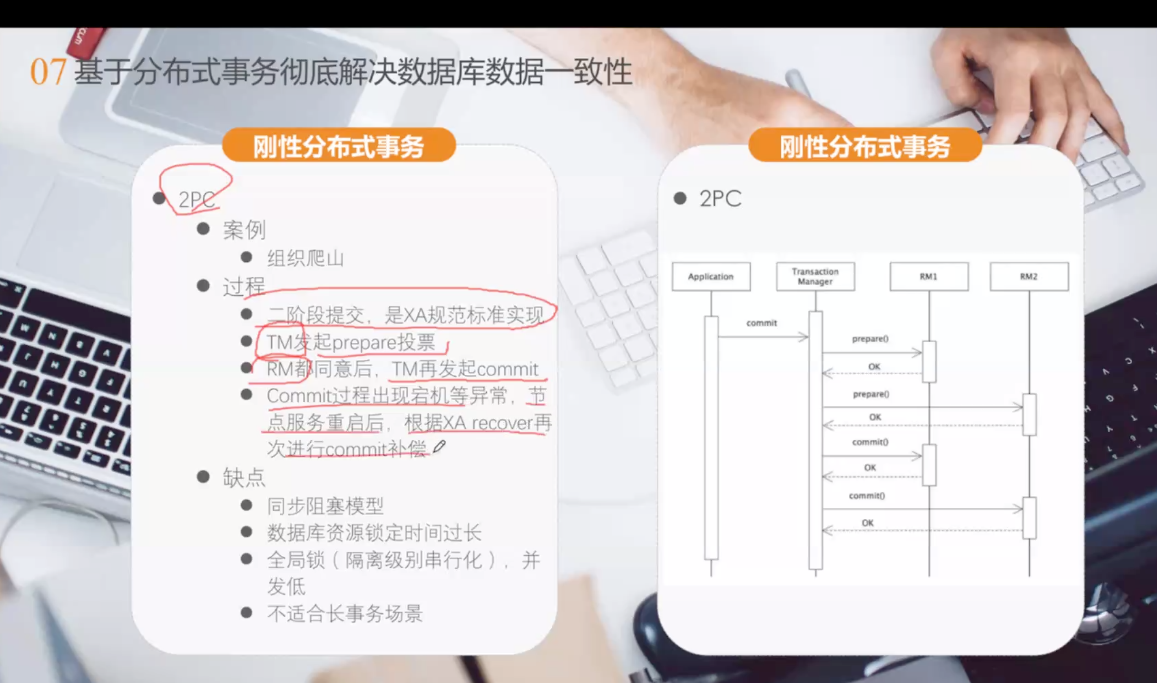 07 基于分布式事务彻底解决数据库数据一致性
刚性分布式事务
2PC
案例
组织爬山
过程
二阶段提交，是XA规范标准实现
TM发起prepare投票
RM都同意后，TM再发起commit
Commit过程出现宕机等异常，节
点服务重启后，根据XA recover再
次进行commit补偿
缺点
同步阻塞模型
数据库资源锁定时间过长
全局锁（隔离级别串行化），并
发低
不适合长事务场景
刚性分布式事务
2PC
Application
Transaction
Manager
RM1
RM2
commit
prepare()
OK
prepare()
OK
commit()
OK
commit()
OK